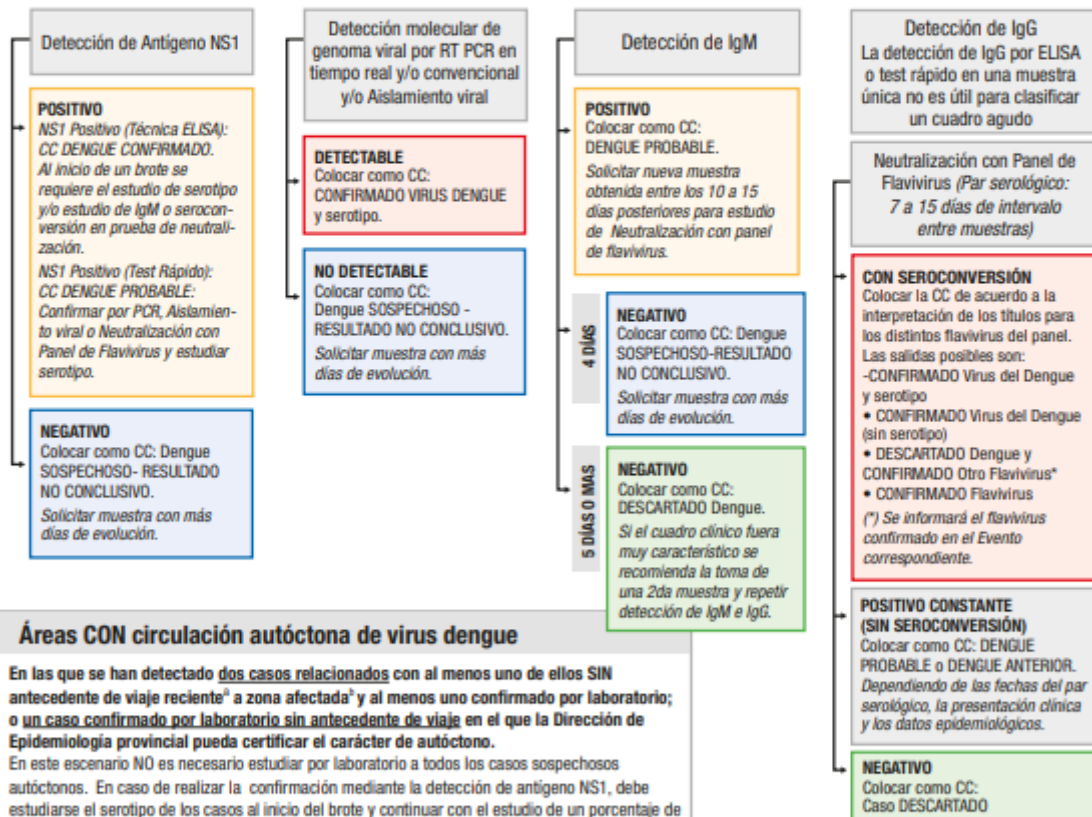 Detección de Antígeno NS1
POSITIVO
NS1 Positivo (Técnica ELISA):
CC DENGUE CONFIRMADO.
Al inicio de un brote se
requiere el estudio de serotipo
y/o estudio de IgM o serocon-
versión en prueba de neutrali-
zación.
NS1 Positivo (Test Rápido):
CC DENGUE PROBABLE:
Confirmar por PCR, Aislamien-
to viral o Neutralización con
Panel de Flavivirus y estudiar
serotipo.
NEGATIVO
Colocar como CC: Dengue
SOSPECHOSO- RESULTADO
NO CONCLUSIVO.
Solicitar muestra con más
días de evolución.
Detección molecular de
genoma viral por RT PCR en
tiempo real y/o convencional
y/o Aislamiento viral
DETECTABLE
Colocar como CC:
CONFIRMADO VIRUS DENGUE
y serotipo.
NO DETECTABLE
Colocar como CC:
Dengue SOSPECHOSO -
RESULTADO NO CONCLUSIVO.
Solicitar muestra con más
días de evolución.
Detección de IgM
POSITIVO
Colocar como CC:
DENGUE PROBABLE.
Solicitar nueva muestra
obtenida entre los 10 a 15
días posteriores para estudio
de Neutralización con panel
de flavivirus.
4 DÍAS
NEGATIVO
Colocar como CC: Dengue
SOSPECHOSO-RESULTADO
NO CONCLUSIVO.
Solicitar muestra con más
días de evolución.
5 DÍAS O MAS
NEGATIVO
Colocar como CC:
DESCARTADO Dengue.
Si el cuadro clínico fuera
muy característico se
recomienda la toma de
una 2da muestra y repetir
detección de IgM e IgG.
Detección de IgG
La detección de IgG por ELISA
o test rápido en una muestra
única no es útil para clasificar
un cuadro agudo
Neutralización con Panel de
Flavivirus (Par serológico:
7 a 15 días de intervalo
entre muestras)
CON SEROCONVERSIÓN
Colocar la CC de acuerdo a la
interpretación de los títulos para
los distintos flavivirus del panel.
Las salidas posibles son:
-CONFIRMADO Virus del Dengue
y serotipo
• CONFIRMADO Virus del Dengue
(sin serotipo)
• DESCARTADO Dengue y
CONFIRMADO Otro Flavivirus*
• CONFIRMADO Flavivirus
(*) Se informará el flavivirus
confirmado en el Evento
correspondiente.
POSITIVO CONSTANTE
(SIN SEROCONVERSIÓN)
Colocar como CC: DENGUE
PROBABLE o DENGUE ANTERIOR.
Dependiendo de las fechas del par
serológico, la presentación clínica
y los datos epidemiológicos.
NEGATIVO
Colocar como CC:
Caso DESCARTADO
Áreas CON circulación autóctona de virus dengue
En las que se han detectado dos casos relacionados con al menos uno de ellos SIN
antecedente de viaje recienteª a zona afectadaᵇ y al menos uno confirmado por laboratorio;
o un caso confirmado por laboratorio sin antecedente de viaje en el que la Dirección de
Epidemiología provincial pueda certificar el carácter de autóctono.
En este escenario NO es necesario estudiar por laboratorio a todos los casos sospechosos
autóctonos. En caso de realizar la confirmación mediante la detección de antígeno NS1, debe
estudiarse el serotipo de los casos al inicio del brote y continuar con el estudio de un porcentaje de